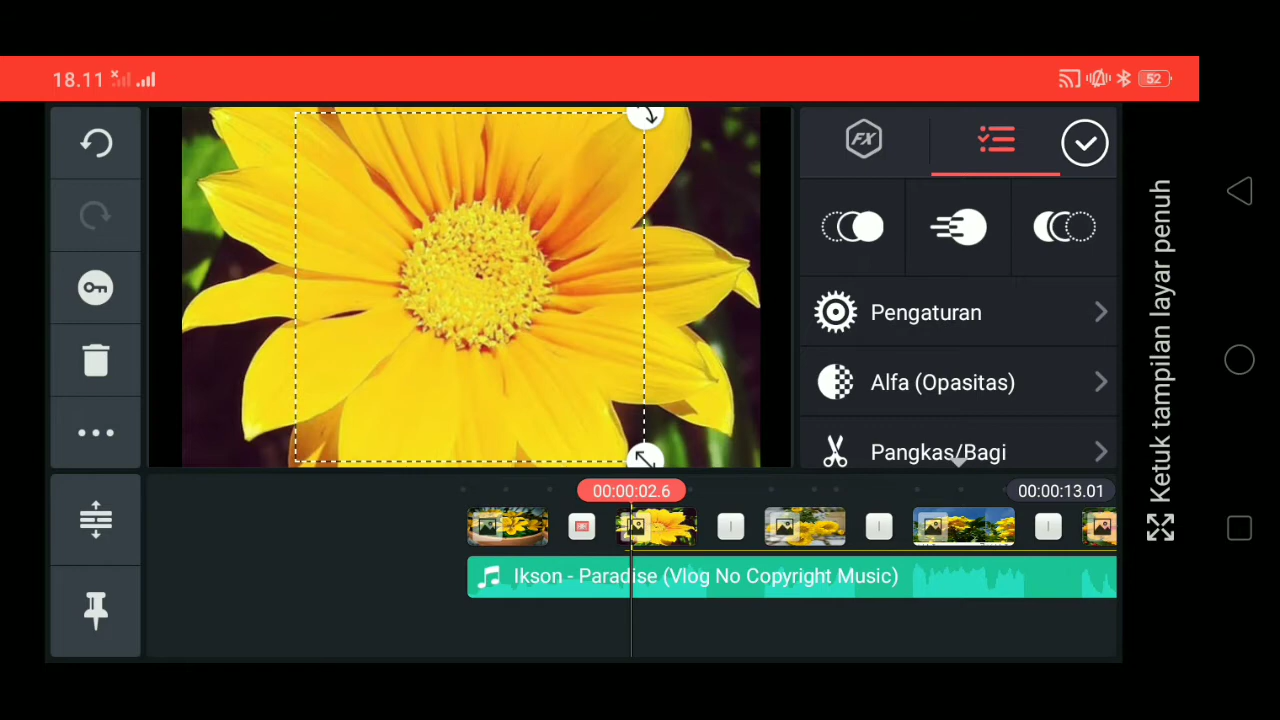 18.11
52
FX
Pengaturan
Alfa (Opasitas)
Pangkas/Bagi
00:00:02.6
00:00:13.01
Ikson - Paradise (Vlog No Copyright Music)
Ketuk tampilan layar penuh